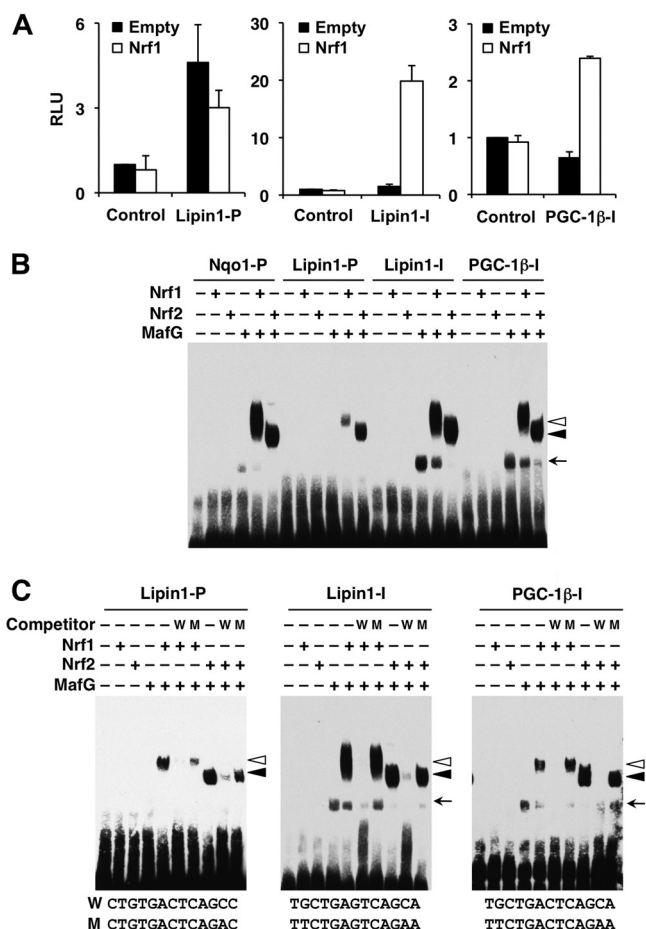 A
6
3
0
RLU
Empty
Nrf1
Control Lipin1-P
30
20
10
0
Empty
Nrf1
Control Lipin1-I
3
2
1
0
Empty
Nrf1
Control PGC-1β-I
B
Nqo1-P Lipin1-P Lipin1-I PGC-1β-I
Nrf1 – + – – + – – + – – + – – + – – + – – + – – + –
Nrf2 – – + – – + – – + – – + – – + – – + – – + – – +
MafG – – – + + + – – – + + + – – – + + + – – – + + +
C
Lipin1-P Lipin1-I PGC-1β-I
Competitor – – – – – W M – W M – – – – – W M – W M – – – – – W M – W M
Nrf1 – + – – + + + – – – – + – – + + + – – – – + – – + + + – – –
Nrf2 – – + – – – – + + + – – + – – – – + + + – – + – – – – + + +
MafG – – – + + + + + + + – – – + + + + + + + – – – + + + + + + +
W CTGTGACTCAGCC TGCTGAGTCAGCA TGCTGACTCAGCA
M CTGTGACTCAGAC TTCTGAGTCAGAA TTCTGACTCAGAA